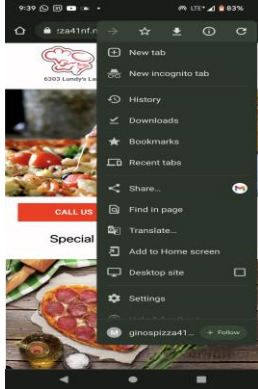 9:39
LTE+
83%
:za41nf.r
New tab
New incognito tab
6303 Lundy's La
History
Downloads
Bookmarks
Recent tabs
Share...
CALL US
Find in page
Translate...
Special
Add to Home screen
Desktop site
Settings
M
ginospizza41...
+ Follow